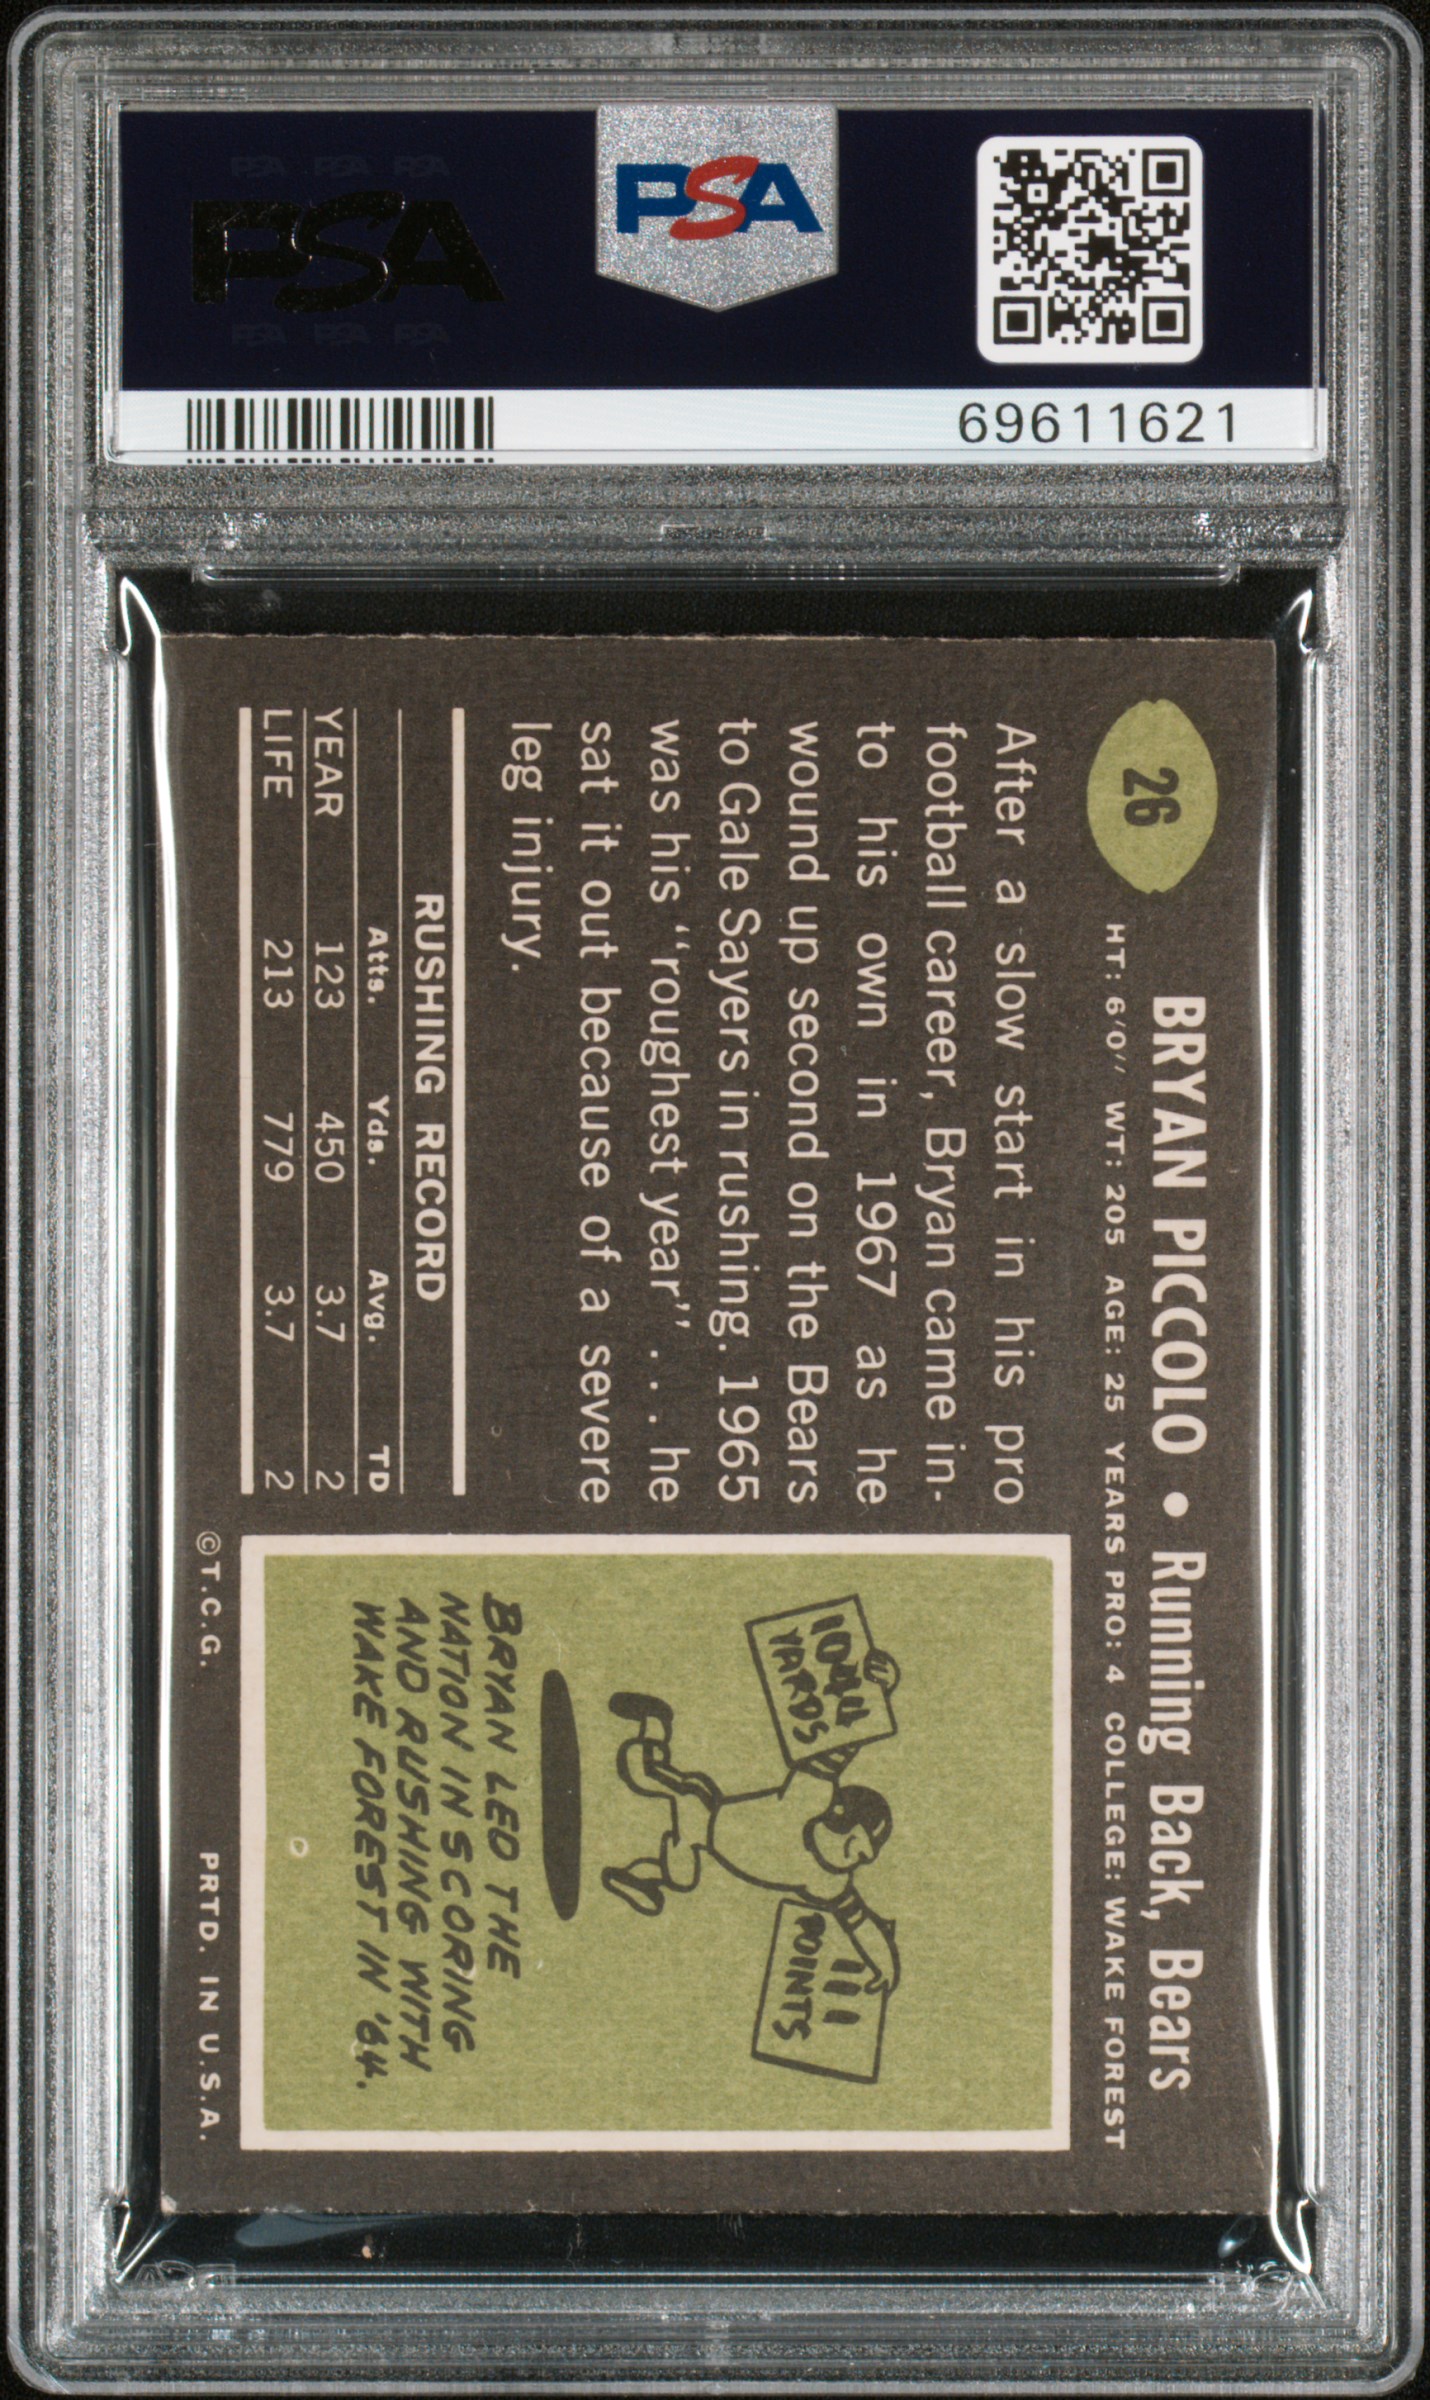 PSA
PSA
69611621
26
BRYAN PICCOLO • Running Back, Bears
HT: 6'0" WT: 205 AGE: 25 YEARS PRO: 4 COLLEGE: WAKE FOREST
After a slow start in his pro
football career, Bryan came in-
to his own in 1967 as he
wound up second on the Bears
to Gale Sayers in rushing. 1965
was his "roughest year" . . . he
sat it out because of a severe
leg injury.
RUSHING RECORD
Atts. Yds. Avg. TD
YEAR 123 450 3.7 2
LIFE 213 779 3.7 2
1044
YARDS
111
POINTS
BRYAN LED THE
NATION IN SCORING
AND RUSHING WITH
WAKE FOREST IN '64.
©T.C.G. PRTD. IN U.S.A.